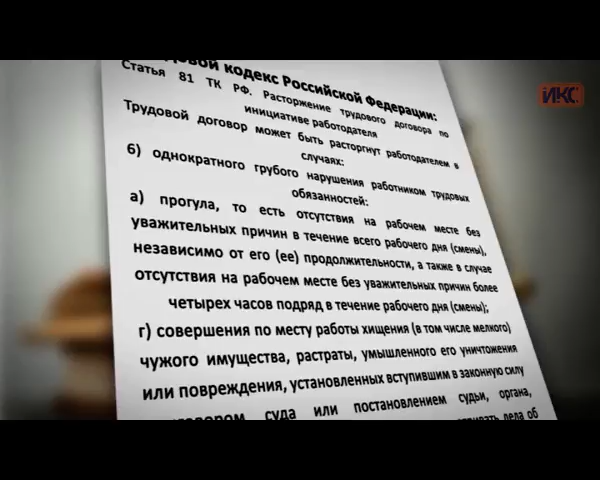 довой кодекс Российской Федерации:
Статья 81 ТК РФ. Расторжение трудового договора по
инициативе работодателя
Трудовой договор может быть расторгнут работодателем в
случаях:
6) однократного грубого нарушения работником трудовых
обязанностей:
а) прогула, то есть отсутствия на рабочем месте без
уважительных причин в течение всего рабочего дня (смены),
независимо от его (ее) продолжительности, а также в случае
отсутствия на рабочем месте без уважительных причин более
четырех часов подряд в течение рабочего дня (смены);
г) совершения по месту работы хищения (в том числе мелкого)
чужого имущества, растраты, умышленного его уничтожения
или повреждения, установленных вступившим в законную силу
суда или постановлением судьи, органа,
дела об
ИКС